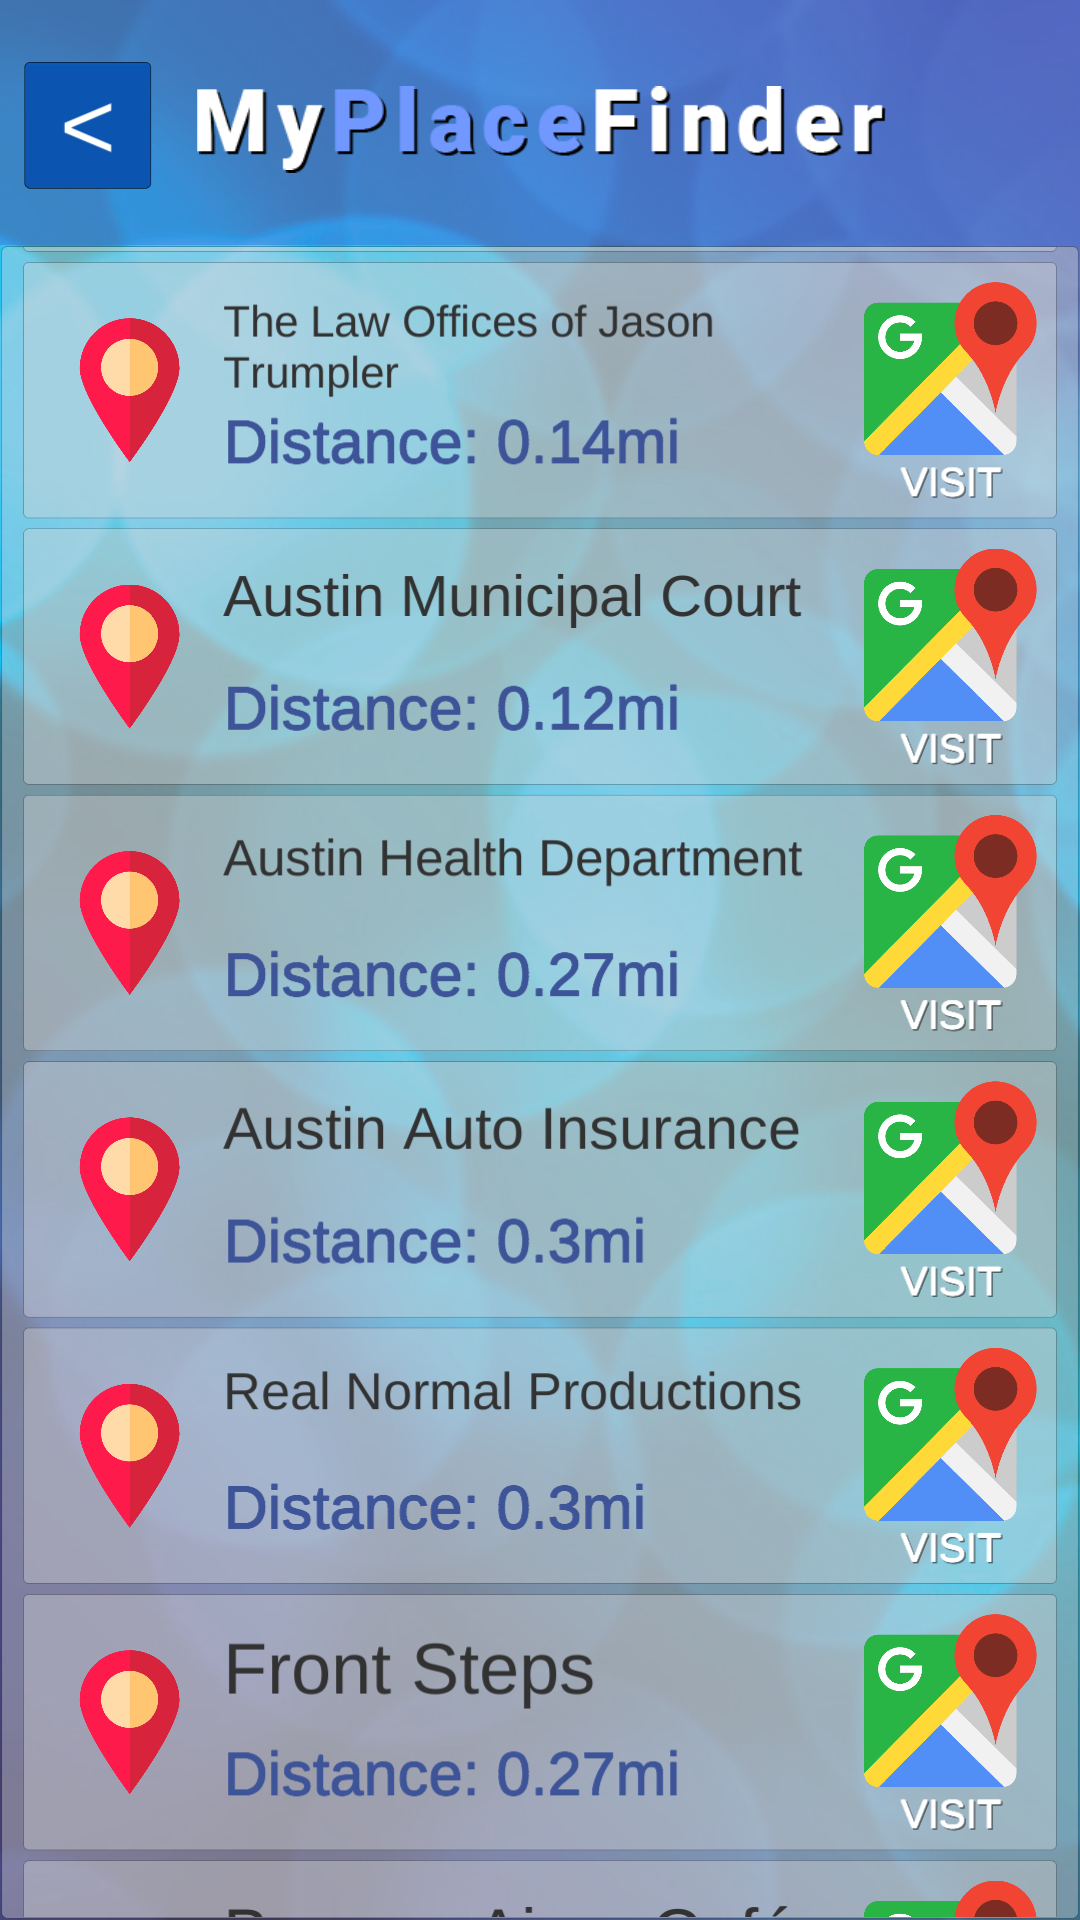 <
MyPlaceFinder
The Law Offices of Jason
Trumpler
Distance: 0.14mi
VISIT
Austin Municipal Court
Distance: 0.12mi
VISIT
Austin Health Department
Distance: 0.27mi
VISIT
Austin Auto Insurance
Distance: 0.3mi
VISIT
Real Normal Productions
Distance: 0.3mi
VISIT
Front Steps
Distance: 0.27mi
VISIT
Café